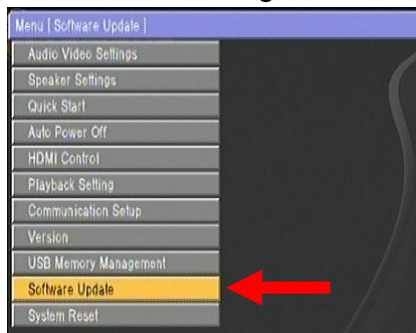 Menu [ Software Update ]
Audio Video Settings
Speaker Settings
Quick Start
Auto Power Off
HDMI Control
Playback Setting
Communication Setup
Version
USB Memory Management
Software Update
System Reset